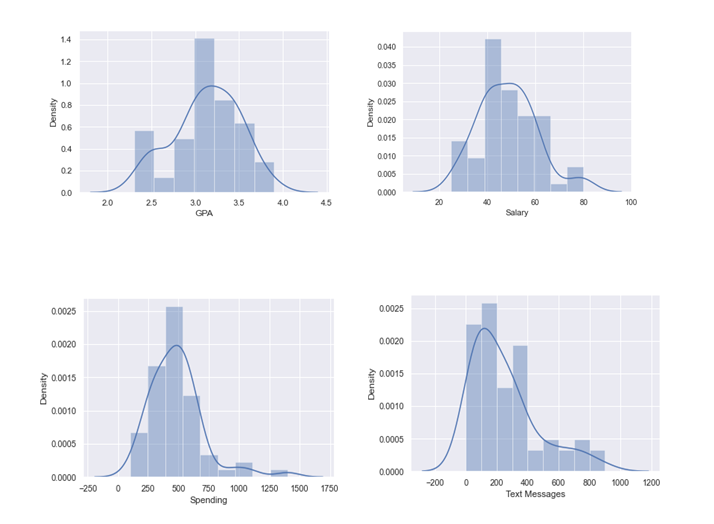 1.4
1.2
1.0
0.8
0.6
0.4
0.2
0.0
Density
2.0 2.5 3.0 3.5 4.0 4.5
GPA
0.040
0.035
0.030
0.025
0.020
0.015
0.010
0.005
0.000
Density
20 40 60 80 100
Salary
0.0025
0.0020
0.0015
0.0010
0.0005
0.0000
Density
−250 0 250 500 750 1000 1250 1500 1750
Spending
0.0025
0.0020
0.0015
0.0010
0.0005
0.0000
Density
−200 0 200 400 600 800 1000 1200
Text Messages